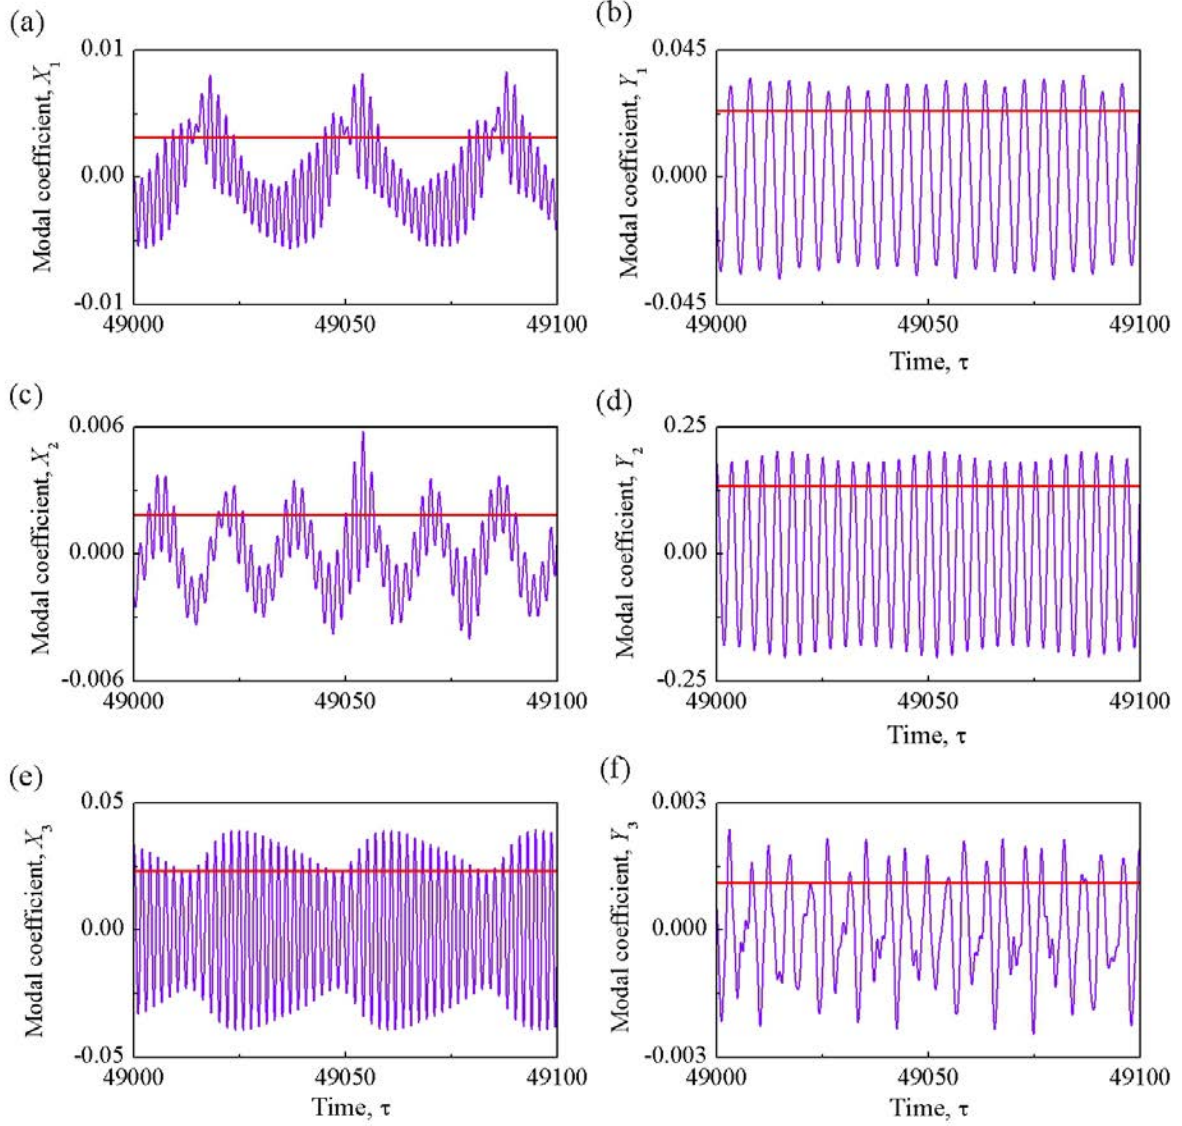 (a)
0.01
0.00
-0.01
Modal coefficient, X1
49000 49050 49100
(b)
0.045
0.000
-0.045
Modal coefficient, Y1
49000 49050 49100
Time, τ
(c)
0.006
0.000
-0.006
Modal coefficient, X2
49000 49050 49100
(d)
0.25
0.00
-0.25
Modal coefficient, Y2
49000 49050 49100
Time, τ
(e)
0.05
0.00
-0.05
Modal coefficient, X3
49000 49050 49100
Time, τ
(f)
0.003
0.000
-0.003
Modal coefficient, Y3
49000 49050 49100
Time, τ